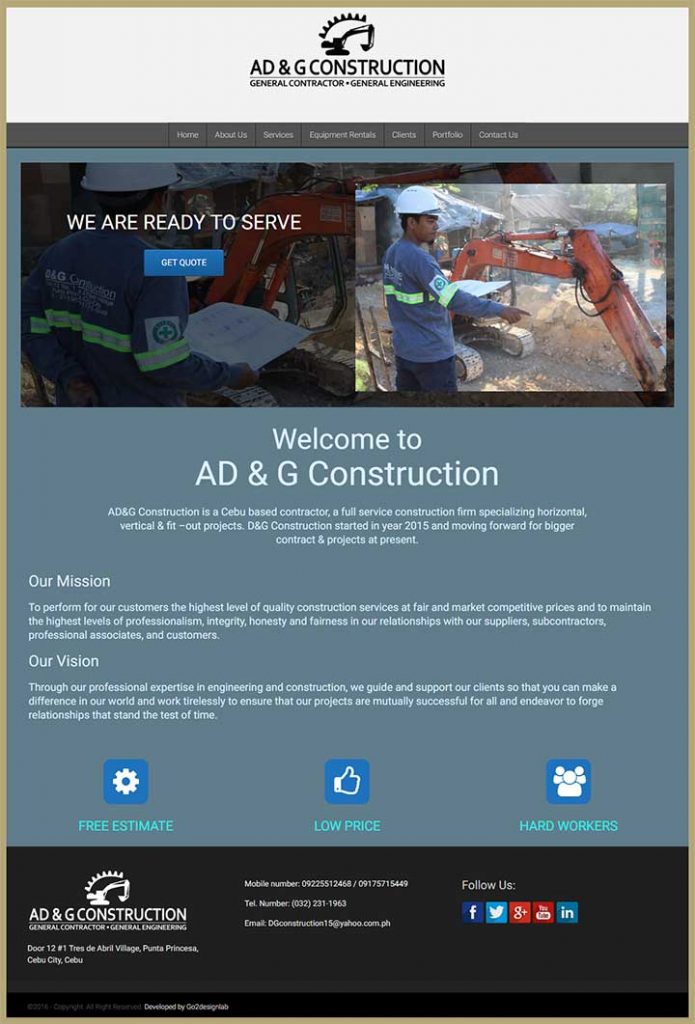 AD & G CONSTRUCTION
GENERAL CONTRACTOR • GENERAL ENGINEERING
Home About Us Services Equipment Rentals Clients Portfolio Contact Us
WE ARE READY TO SERVE
GET QUOTE
D&G Construction
Welcome to
AD & G Construction
AD&G Construction is a Cebu based contractor, a full service construction firm specializing horizontal,
vertical & fit –out projects. D&G Construction started in year 2015 and moving forward for bigger
contract & projects at present.
Our Mission
To perform for our customers the highest level of quality construction services at fair and market competitive prices and to maintain
the highest levels of professionalism, integrity, honesty and fairness in our relationships with our suppliers, subcontractors,
professional associates, and customers.
Our Vision
Through our professional expertise in engineering and construction, we guide and support our clients so that you can make a
difference in our world and work tirelessly to ensure that our projects are mutually successful for all and endeavor to forge
relationships that stand the test of time.
FREE ESTIMATE
LOW PRICE
HARD WORKERS
AD & G CONSTRUCTION
GENERAL CONTRACTOR • GENERAL ENGINEERING
Door 12 #1 Tres de Abril Village, Punta Princesa,
Cebu City, Cebu
Mobile number: 09225512468 / 09175715449
Tel. Number: (032) 231-1963
Email: DGconstruction15@yahoo.com.ph
Follow Us:
f g+ You Tube in
©2016 - Copyright. All Right Reserved. Developed by Go2designlab